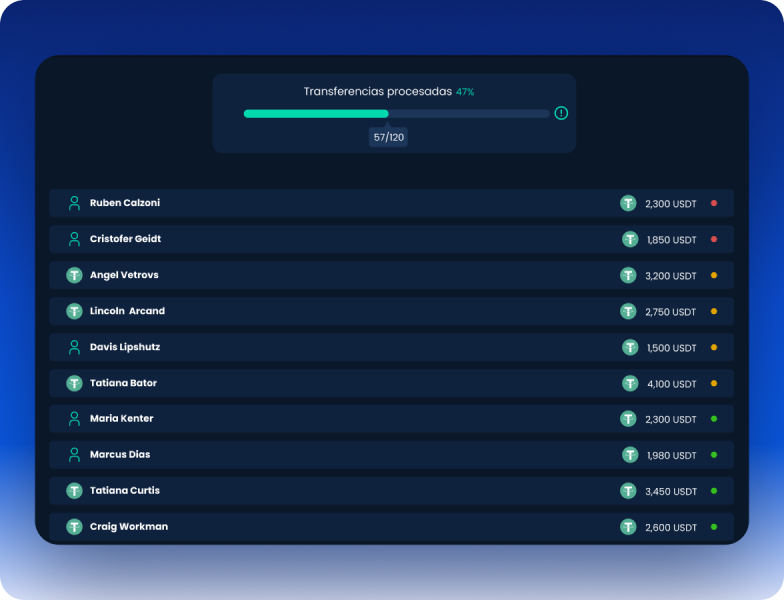 Transferencias procesadas 47%
57/120
Ruben Calzoni 2,300 USDT
Cristofer Geidt 1,850 USDT
Angel Vetrovs 3,200 USDT
Lincoln Arcand 2,750 USDT
Davis Lipshutz 1,500 USDT
Tatiana Bator 4,100 USDT
Maria Kenter 2,300 USDT
Marcus Dias 1,980 USDT
Tatiana Curtis 3,450 USDT
Craig Workman 2,600 USDT